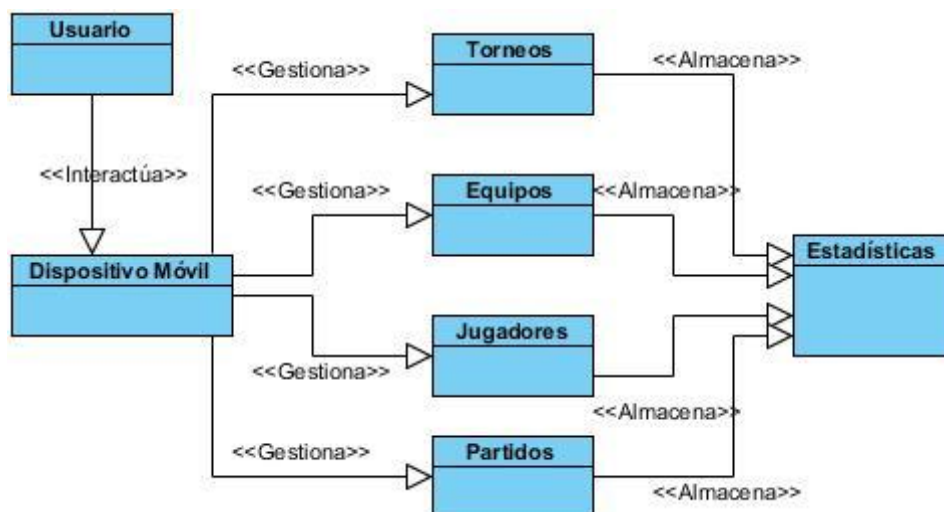 Usuario
Torneos
<<Gestiona>>
<<Almacena>>
<<Interactúa>>
<<Gestiona>>
Equipos
<<Almacena>>
Dispositivo Móvil
Estadísticas
Jugadores
<<Gestiona>>
<<Almacena>>
<<Gestiona>>
Partidos
<<Almacena>>